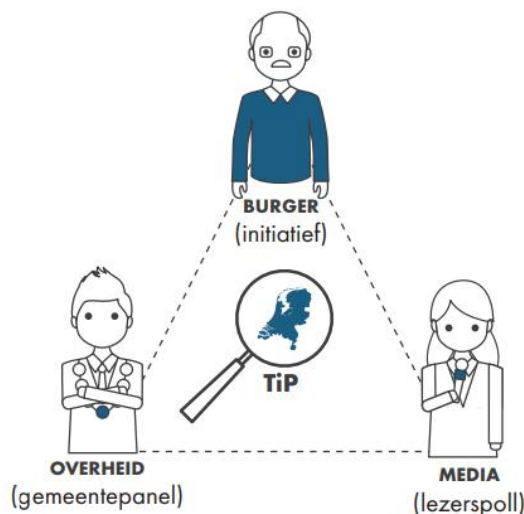 BURGER
(initiatief)
TiP
OVERHEID
(gemeentepanel)
MEDIA
(lezerspoll)